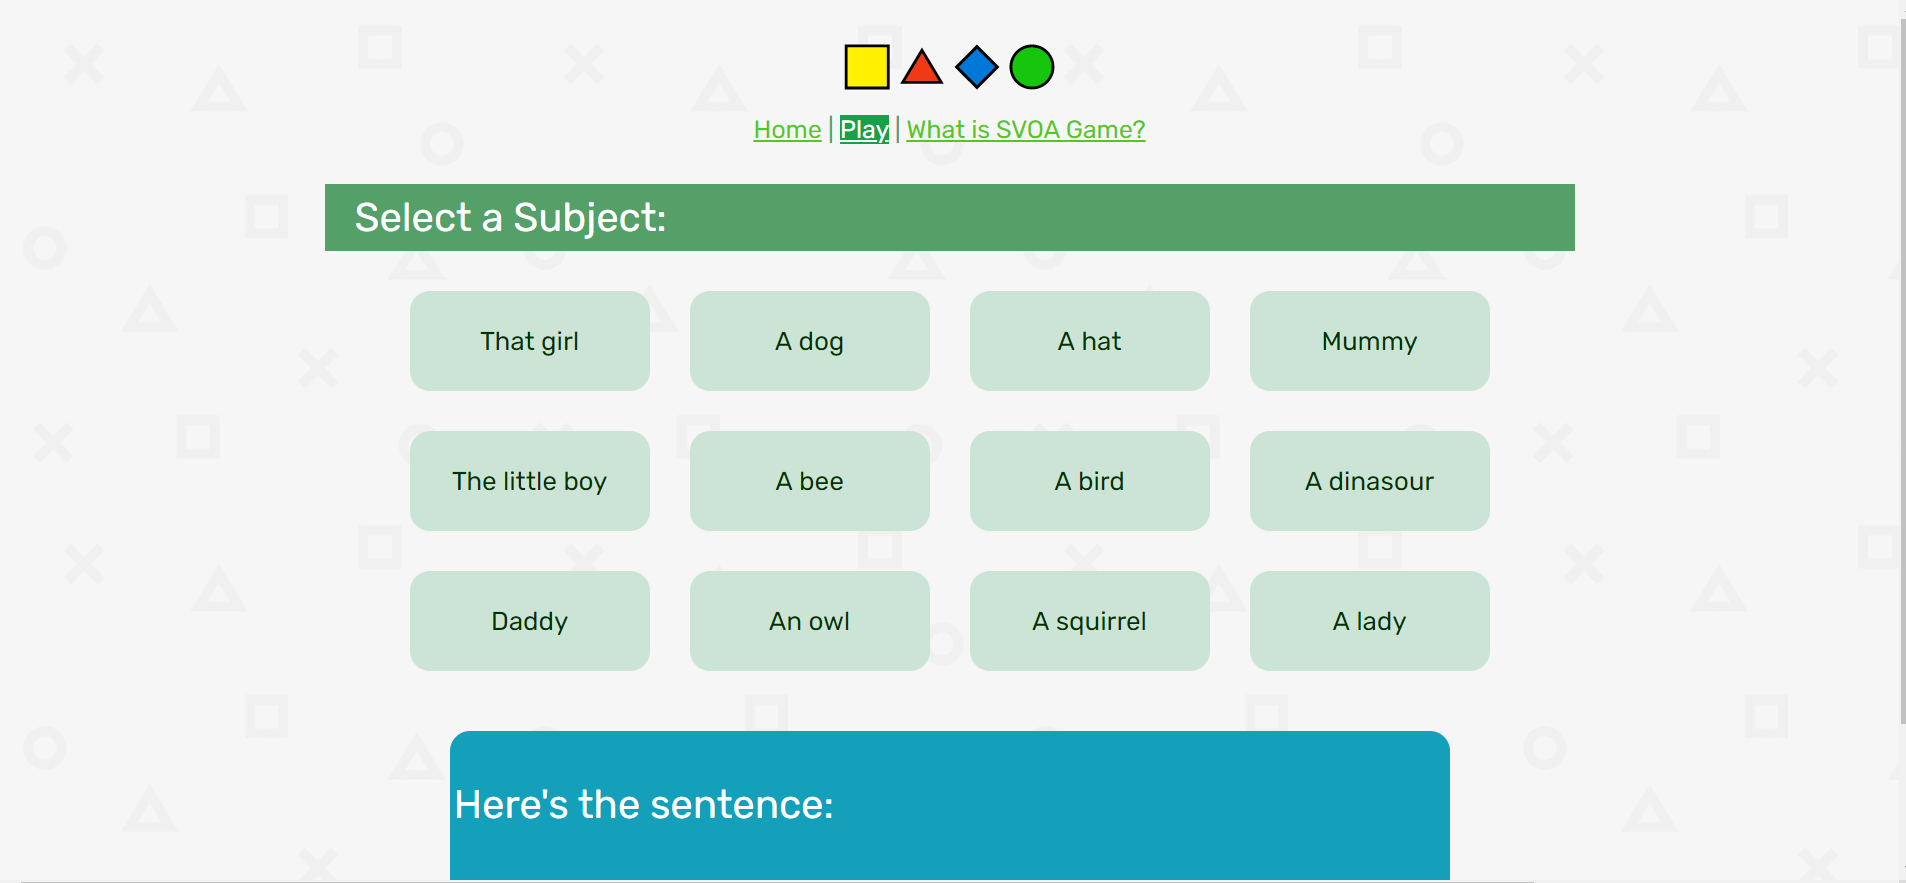 Home | Play | What is SVOA Game?
Select a Subject:
That girl
A dog
A hat
Mummy
The little boy
A bee
A bird
A dinasour
Daddy
An owl
A squirrel
A lady
Here's the sentence: